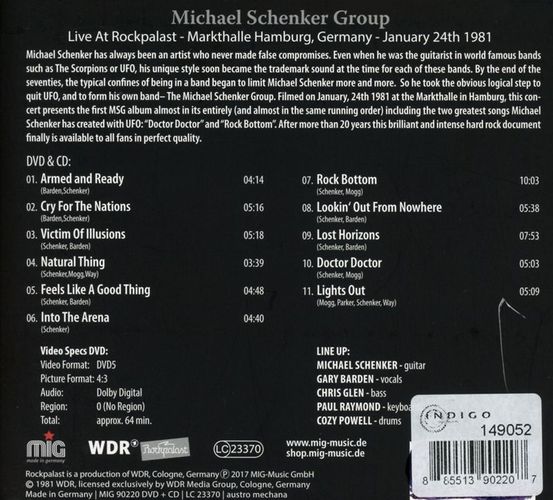 Michael Schenker Group
Live At Rockpalast - Markthalle Hamburg, Germany - January 24th 1981
Michael Schenker has always been an artist who never made false compromises. Even when he was the guitarist in world famous bands
such as The Scorpions or UFO, his unique style soon became the trademark sound at the time for each of these bands. By the end of the
seventies, the typical confines of being in a band began to limit Michael Schenker more and more. So he took the obvious logical step to
quit UFO, and to form his own band– The Michael Schenker Group. Filmed on January, 24th 1981 at the Markthalle in Hamburg, this con-
cert presents the first MSG album almost in its entirely (and almost in the same running order) including the two greatest songs Michael
Schenker has created with UFO: “Doctor Doctor” and “Rock Bottom”. After more than 20 years this brilliant and intense hard rock document
finally is available to all fans in perfect quality.
DVD & CD:
01. Armed and Ready 04:14
(Barden,Schenker)
02. Cry For The Nations 05:16
(Barden, Schenker)
03. Victim Of Illusions 05:18
(Schenker, Barden)
04. Natural Thing 03:39
(Schenker,Mogg,Way)
05. Feels Like A Good Thing 04:48
(Schenker, Barden)
06. Into The Arena 04:40
(Schenker)
07. Rock Bottom 10:03
(Schenker, Mogg)
08. Lookin’ Out From Nowhere 05:38
(Schenker, Barden)
09. Lost Horizons 07:53
(Schenker, Barden)
10. Doctor Doctor 05:03
(Schenker, Mogg)
11. Lights Out 05:09
(Mogg, Parker, Schenker, Way)
Video Specs DVD:
Video Format: DVD5
Picture Format: 4:3
Audio: Dolby Digital
Region: 0 (No Region)
Total: approx. 64 min.
LINE UP:
MICHAEL SCHENKER - guitar
GARY BARDEN - vocals
CHRIS GLEN - bass
PAUL RAYMOND - keyboa
COZY POWELL - drums
INDIGO
149052
8 85513 90220 7
mig
made in germany
WDR
Rockpalast
LC 23370
www.mig-music.de
shop.mig-music.de
Rockpalast is a production of WDR, Cologne, Germany Ⓟ 2017 MIG-Music GmbH
© 1981 WDR, licensed exclusively by WDR Media Group, Cologne, Germany
Made in Germany | MIG 90220 DVD + CD | LC 23370 | austro mechana